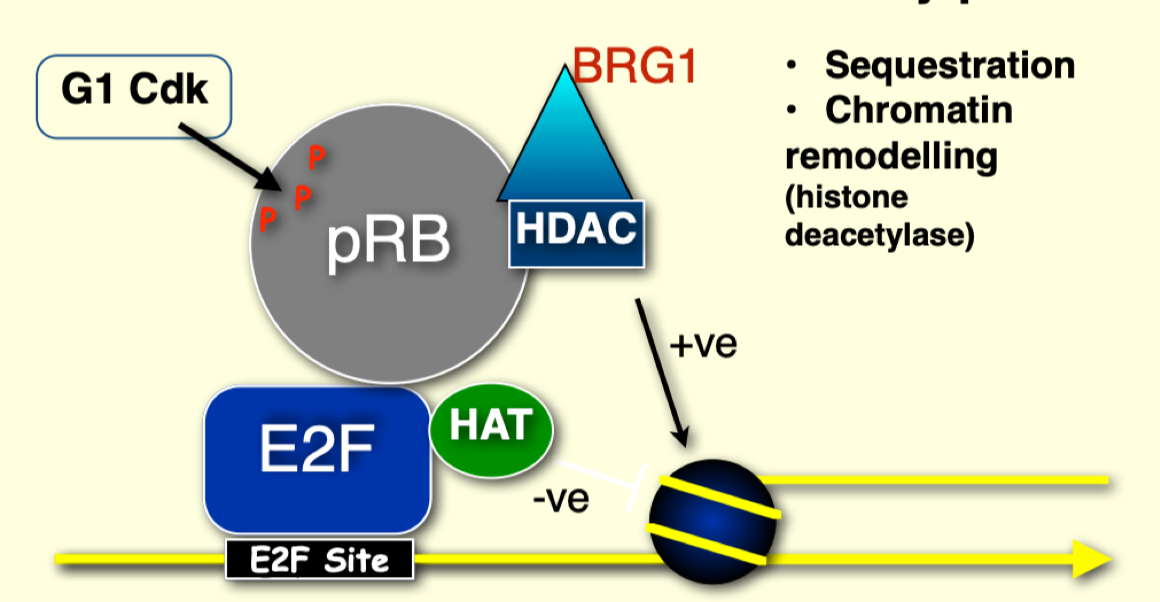 BRG1
G1 Cdk
P
P
P
pRB
HDAC
+ve
E2F
HAT
-ve
E2F Site
• Sequestration
• Chromatin
remodelling
(histone
deacetylase)